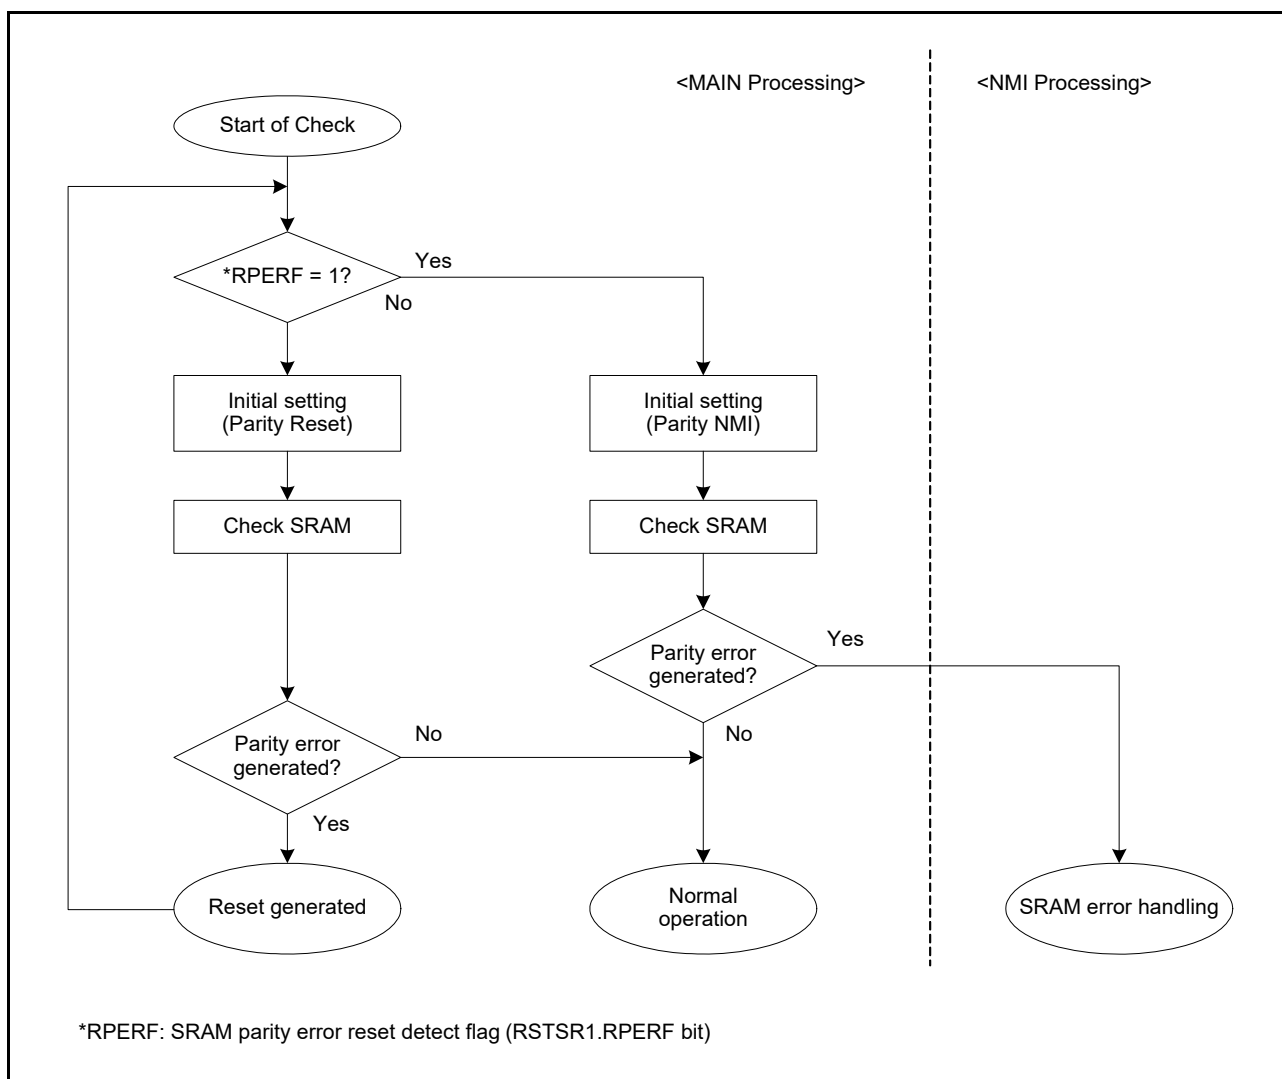 <MAIN Processing>
<NMI Processing>
Start of Check
*RPERF = 1?
Yes
No
Initial setting
(Parity Reset)
Initial setting
(Parity NMI)
Check SRAM
Check SRAM
Parity error
generated?
Yes
No
Parity error
generated?
No
Yes
Reset generated
Normal
operation
SRAM error handling
*RPERF: SRAM parity error reset detect flag (RSTSR1.RPERF bit)